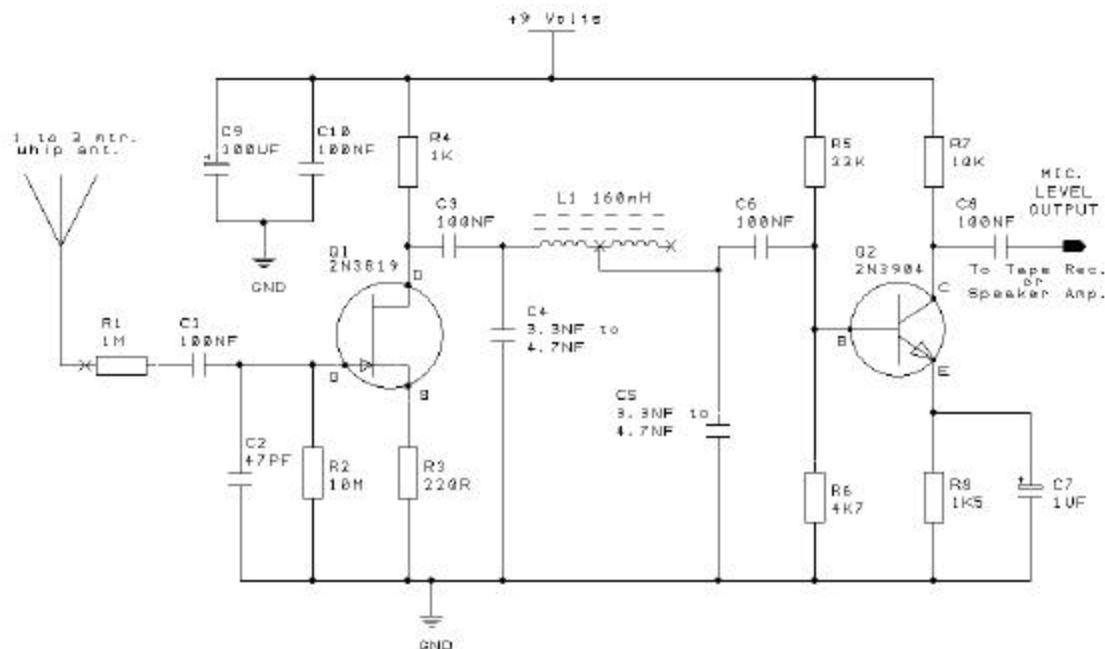 +9 Volts
1 to 3 mtr.
whip ant.
C9
100UF
C10
100NF
R4
1K
R5
33K
R7
10K
MIC.
LEVEL
OUTPUT
L1 160mH
C3
100NF
C6
100NF
C8
100NF
Q1
2N3819
Q2
2N3904
To Tape Rec.
or
Speaker Amp.
GND
D
C
R1
1M
C1
100NF
C4
3.3NF to
4.7NF
B
G
S
E
C5
3.3NF to
4.7NF
C2
47PF
R2
10M
R3
220R
R6
4K7
R8
1K5
C7
1UF
GND